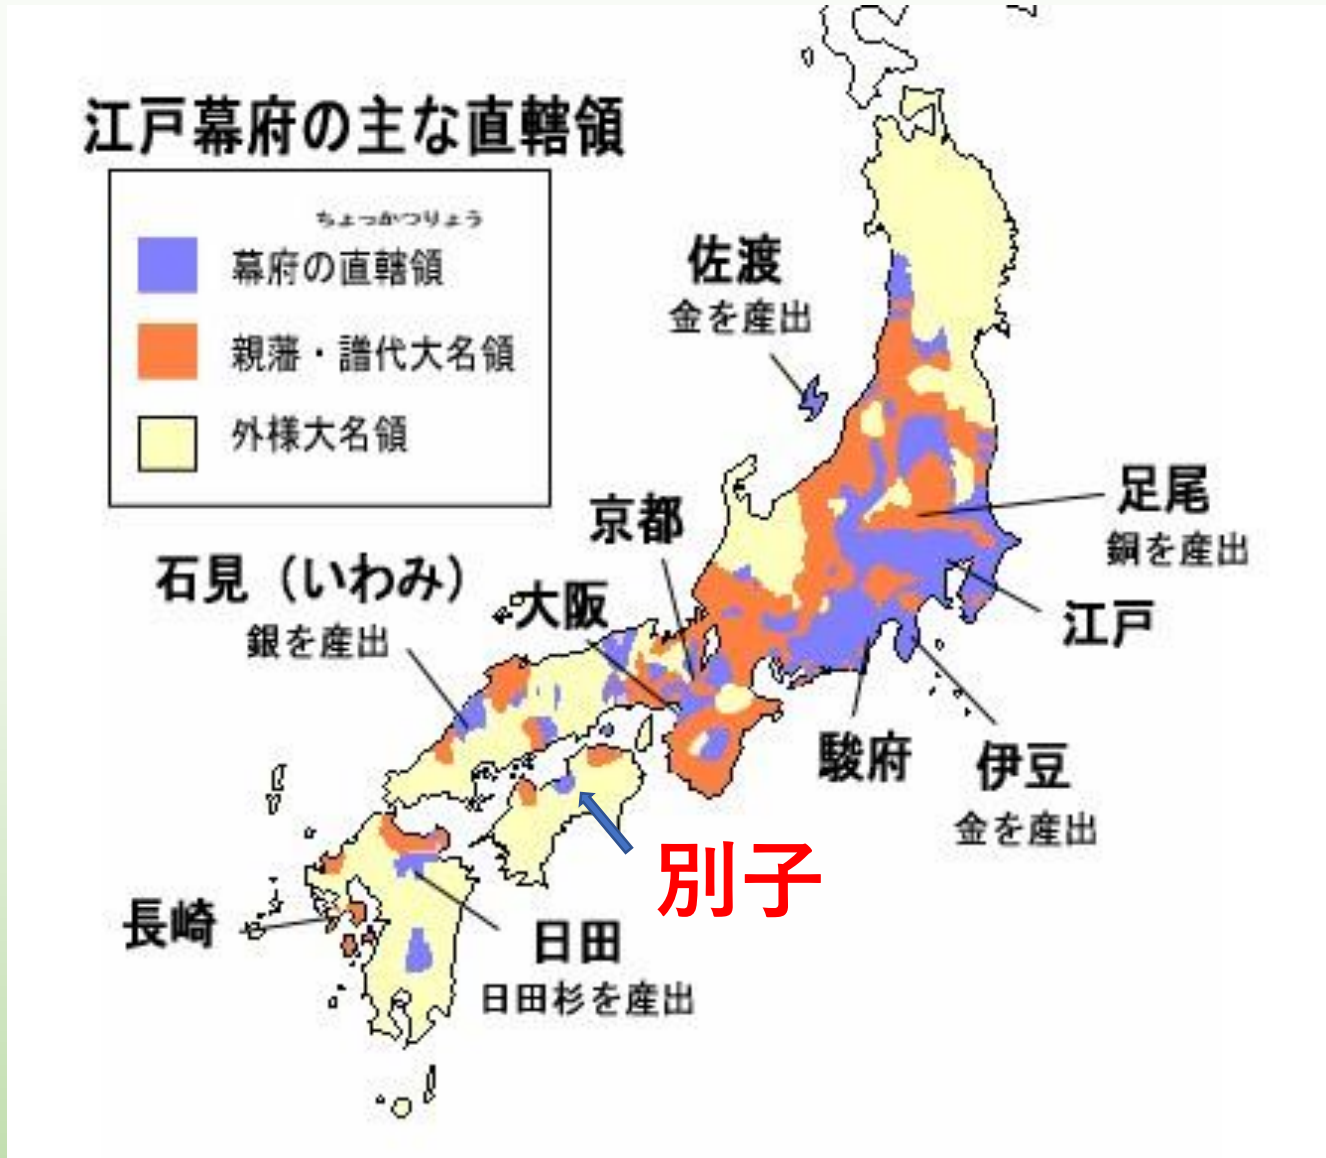 江戸幕府の主な直轄領
ちょっかつりょう
幕府の直轄領
親藩・譜代大名領
外様大名領
佐渡
金を産出
足尾
銅を産出
京都
江戸
石見（いわみ）
銀を産出
大阪
駿府
伊豆
金を産出
別子
長崎
日田
日田杉を産出